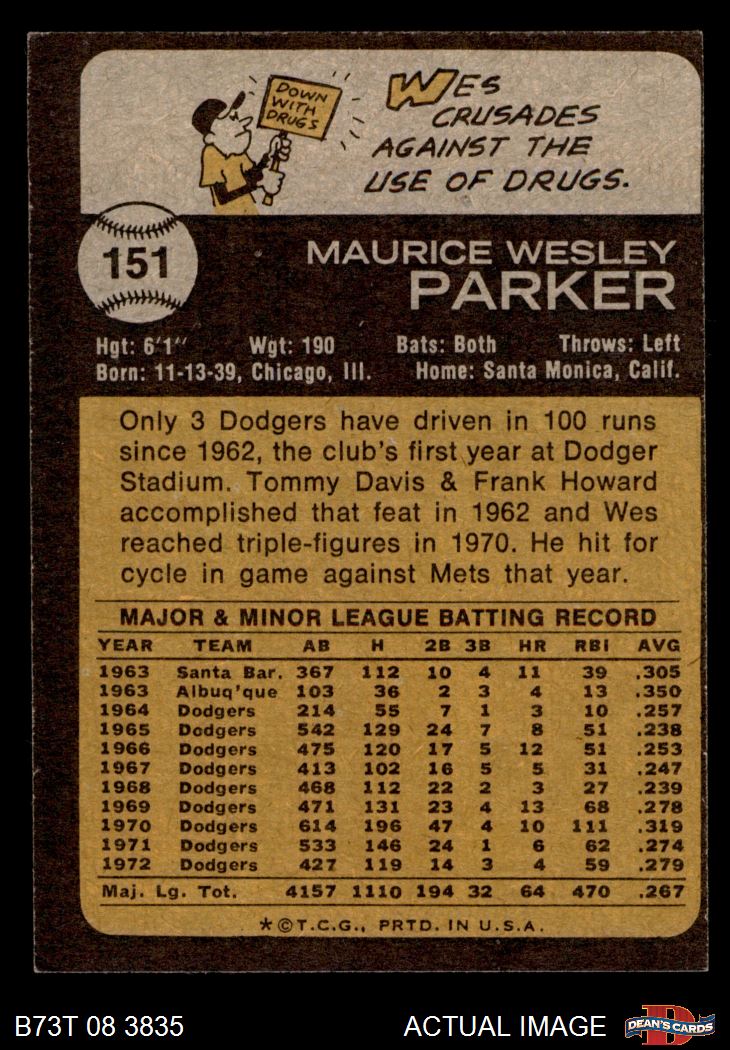 DOWN
WITH
DRUGS
WES
CRUSADES
AGAINST THE
USE OF DRUGS.
151
MAURICE WESLEY
PARKER
Hgt: 6'1" Wgt: 190 Bats: Both Throws: Left
Born: 11-13-39, Chicago, Ill. Home: Santa Monica, Calif.
Only 3 Dodgers have driven in 100 runs
since 1962, the club's first year at Dodger
Stadium. Tommy Davis & Frank Howard
accomplished that feat in 1962 and Wes
reached triple-figures in 1970. He hit for
cycle in game against Mets that year.
MAJOR & MINOR LEAGUE BATTING RECORD
YEAR TEAM AB H 2B 3B HR RBI AVG
1963 Santa Bar. 367 112 10 4 11 39 .305
1963 Albuq'que 103 36 2 3 4 13 .350
1964 Dodgers 214 55 7 1 3 10 .257
1965 Dodgers 542 129 24 7 8 51 .238
1966 Dodgers 475 120 17 5 12 51 .253
1967 Dodgers 413 102 16 5 5 31 .247
1968 Dodgers 468 112 22 2 3 27 .239
1969 Dodgers 471 131 23 4 13 68 .278
1970 Dodgers 614 196 47 4 10 111 .319
1971 Dodgers 533 146 24 1 6 62 .274
1972 Dodgers 427 119 14 3 4 59 .279
Maj. Lg. Tot. 4157 1110 194 32 64 470 .267
*©T.C.G., PRTD. IN U.S.A.
B73T 08 3835 ACTUAL IMAGE
D
DEAN'S CARDS